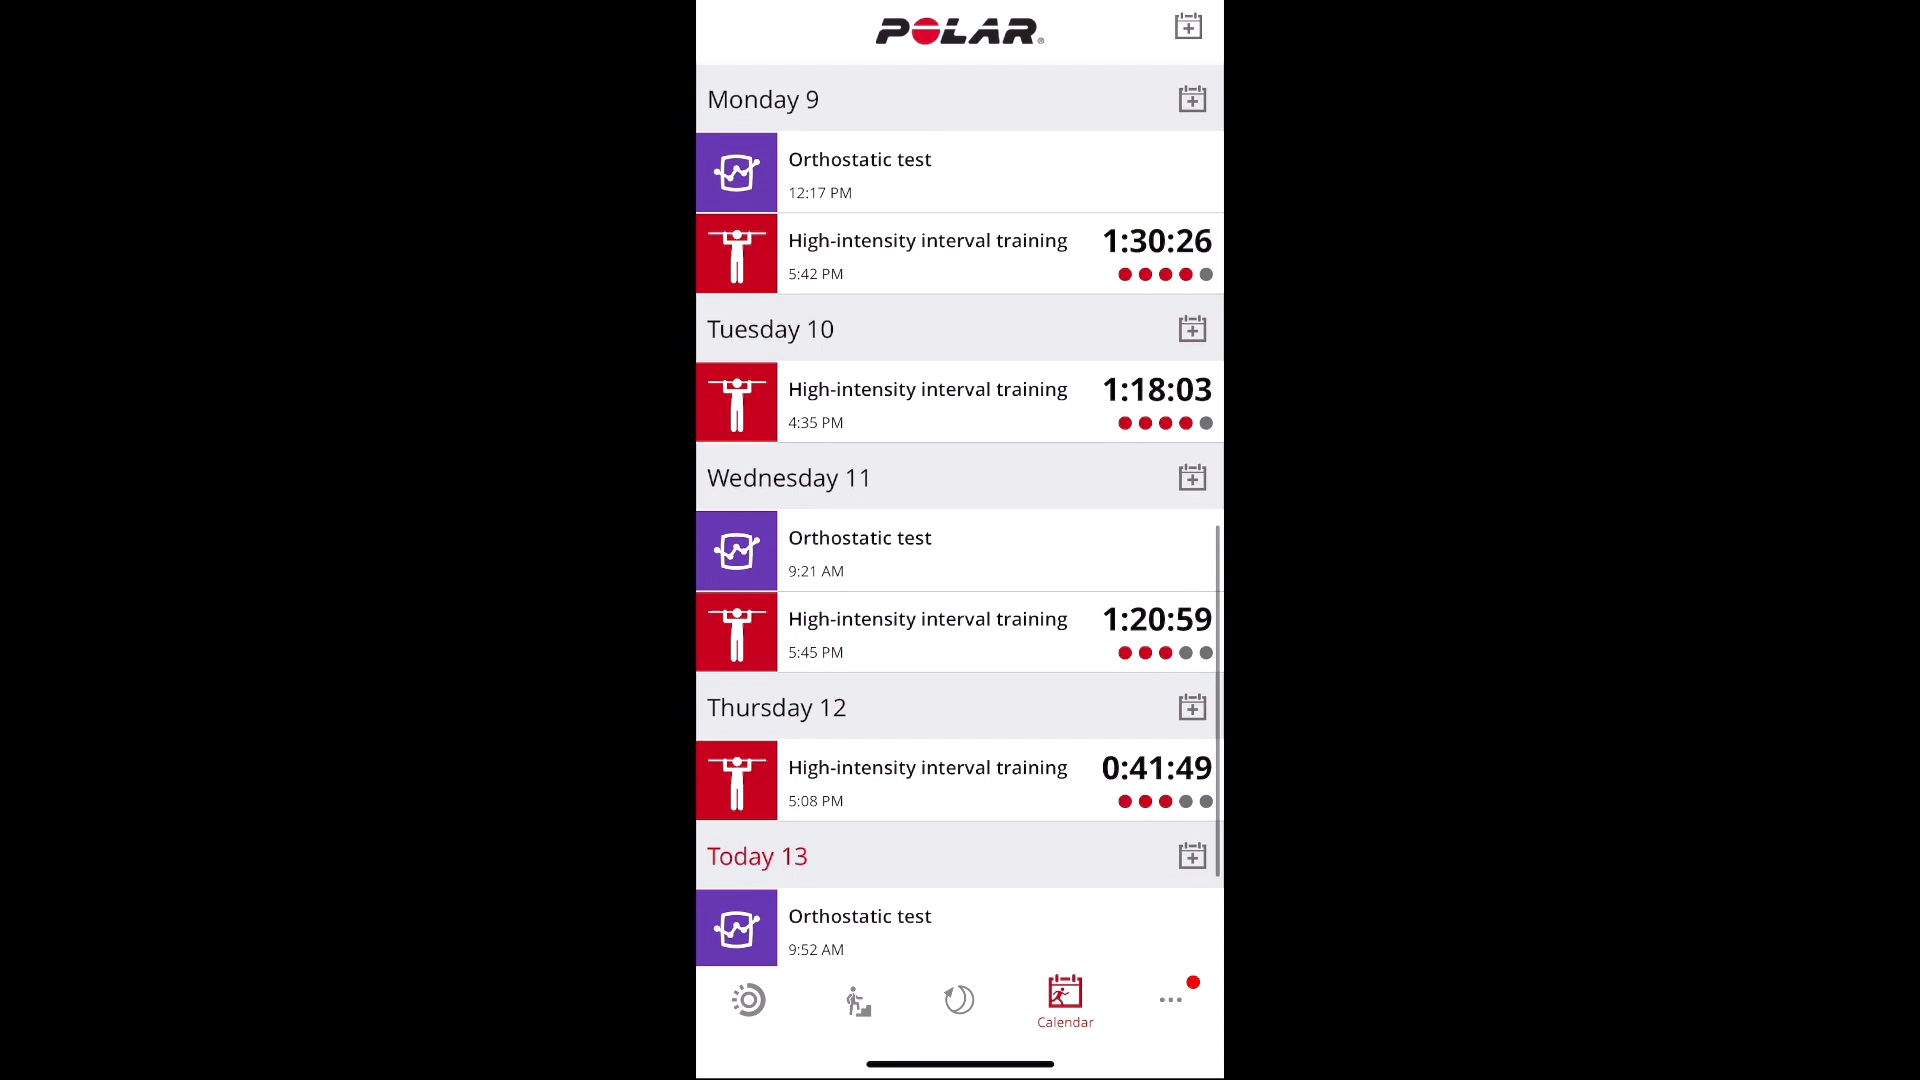 POLAR®
Monday 9
Orthostatic test
12:17 PM
High-intensity interval training 1:30:26
5:42 PM
Tuesday 10
High-intensity interval training 1:18:03
4:35 PM
Wednesday 11
Orthostatic test
9:21 AM
High-intensity interval training 1:20:59
5:45 PM
Thursday 12
High-intensity interval training 0:41:49
5:08 PM
Today 13
Orthostatic test
9:52 AM
Calendar